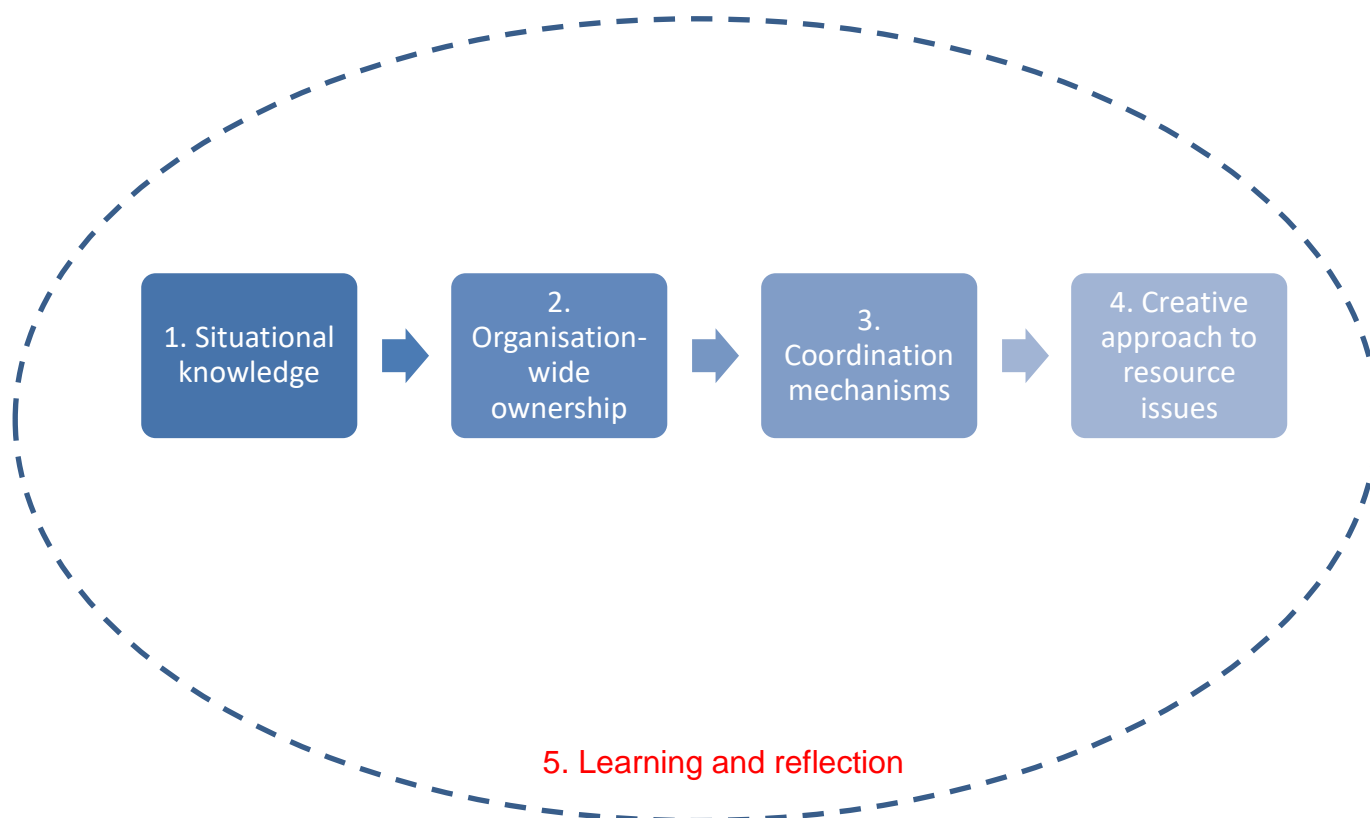 1. Situational
knowledge
2.
Organisation-
wide
ownership
3.
Coordination
mechanisms
4. Creative
approach to
resource
issues
5. Learning and reflection